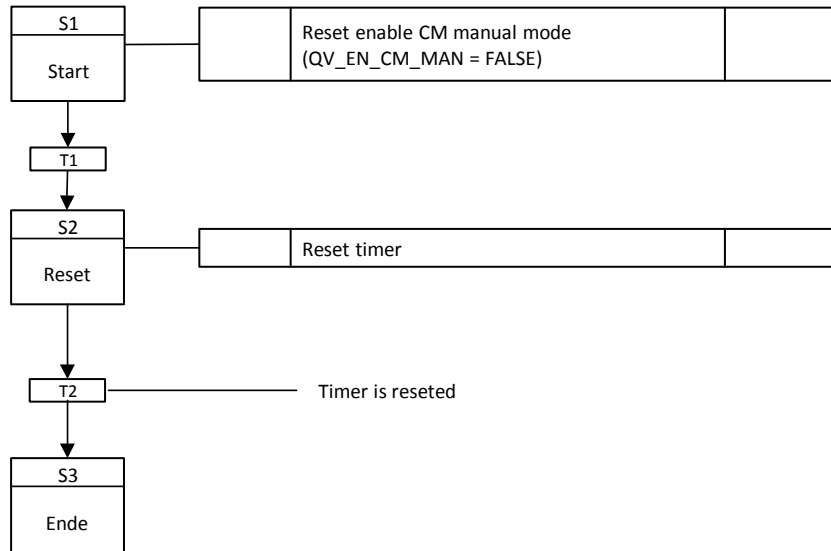 S1
Start
Reset enable CM manual mode
(QV_EN_CM_MAN = FALSE)
T1
S2
Reset
Reset timer
T2
Timer is reseted
S3
Ende